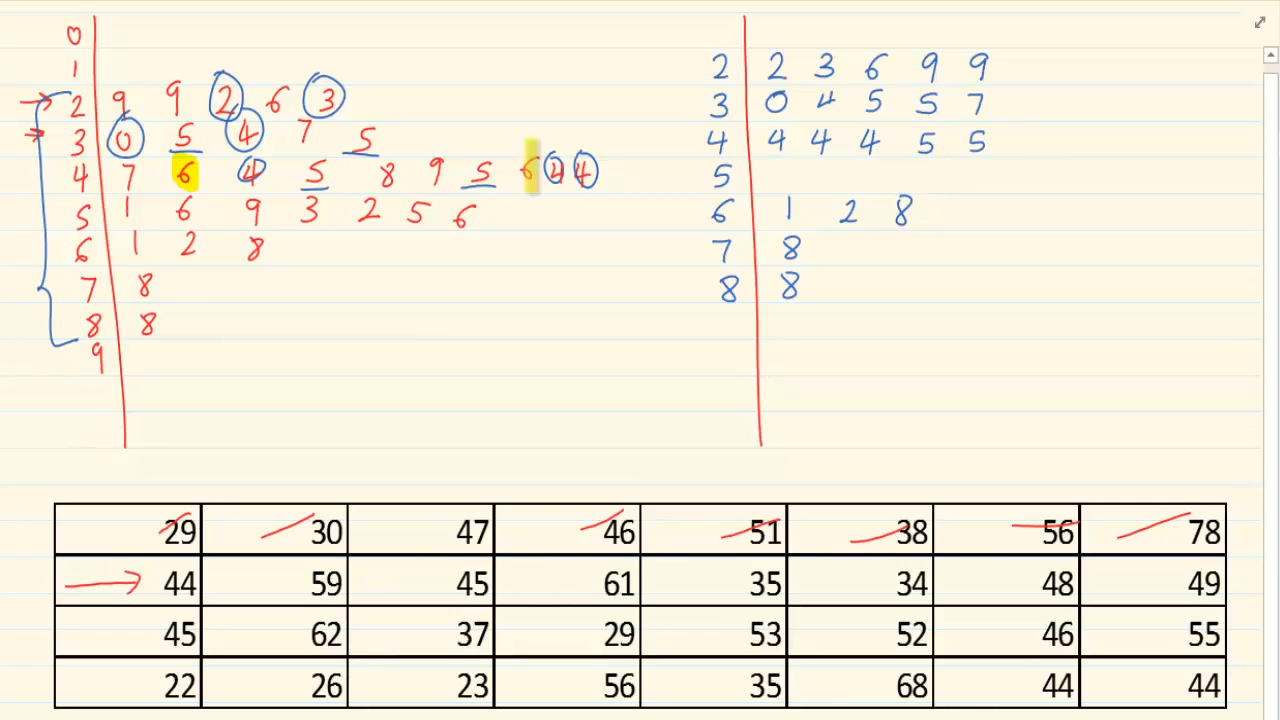 0
1
2 9 9 2 6 3
3 0 5 4 7 5
4 7 6 4 5 8 9 5 6 4 4
5 1 6 9 3 2 5 6
6 1 2 8
7 8
8 8
9
2 2 3 6 9 9
3 0 4 5 5 7
4 4 4 4 5 5
5
6 1 2 8
7 8
8 8
29 30 47 46 51 38 56 78
44 59 45 61 35 34 48 49
45 62 37 29 53 52 46 55
22 26 23 56 35 68 44 44